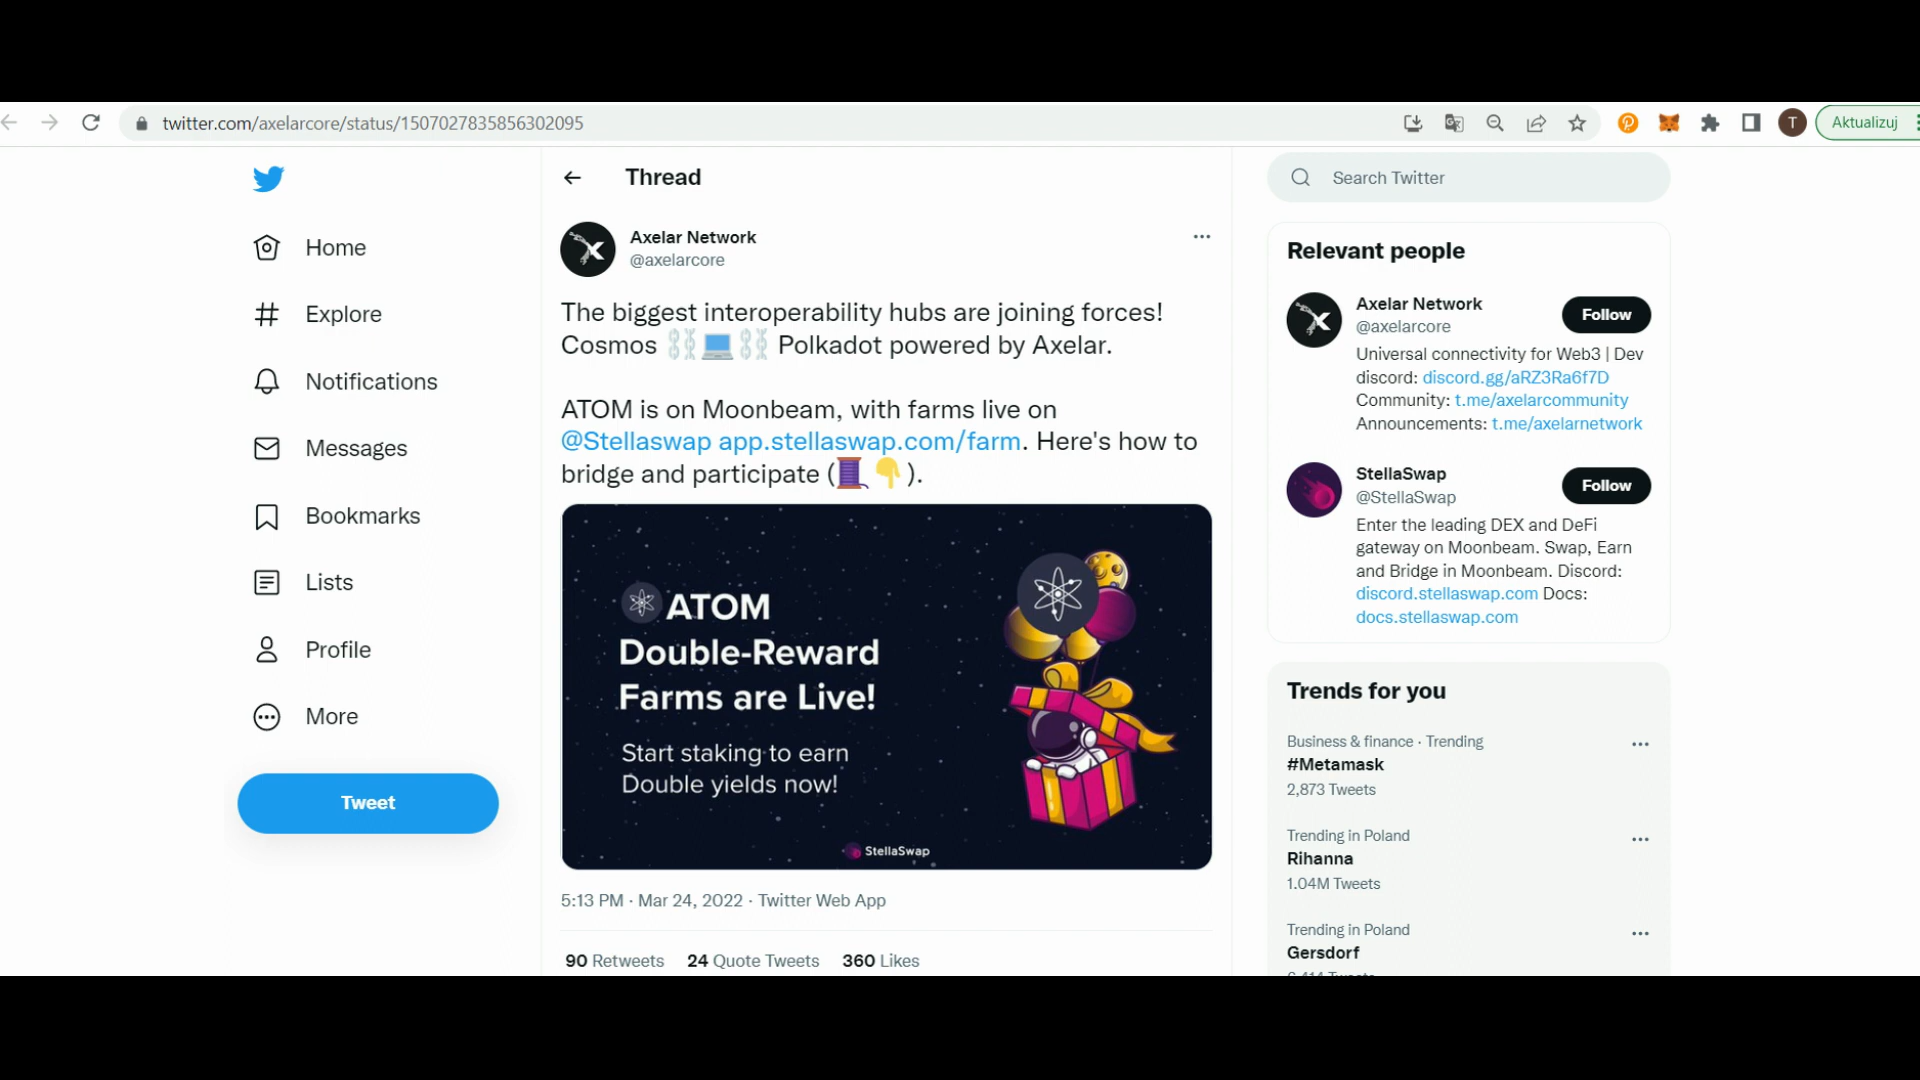 twitter.com/axelarcore/status/1507027835856302095
T
Aktualizuj
Home
Explore
Notifications
Messages
Bookmarks
Lists
Profile
More
Tweet
Thread
Axelar Network
@axelarcore
The biggest interoperability hubs are joining forces!
Cosmos ⛓️💻⛓️ Polkadot powered by Axelar.
ATOM is on Moonbeam, with farms live on
@Stellaswap app.stellaswap.com/farm. Here's how to
bridge and participate (🧵👇).
ATOM
Double-Reward
Farms are Live!
Start staking to earn
Double yields now!
StellaSwap
5:13 PM · Mar 24, 2022 · Twitter Web App
90 Retweets 24 Quote Tweets 360 Likes
Search Twitter
Relevant people
Axelar Network
@axelarcore
Follow
Universal connectivity for Web3 | Dev
discord: discord.gg/aRZ3Ra6f7D
Community: t.me/axelarcommunity
Announcements: t.me/axelarnetwork
StellaSwap
@StellaSwap
Follow
Enter the leading DEX and DeFi
gateway on Moonbeam. Swap, Earn
and Bridge in Moonbeam. Discord:
discord.stellaswap.com Docs:
docs.stellaswap.com
Trends for you
Business & finance · Trending
#Metamask
2,873 Tweets
Trending in Poland
Rihanna
1.04M Tweets
Trending in Poland
Gersdorf